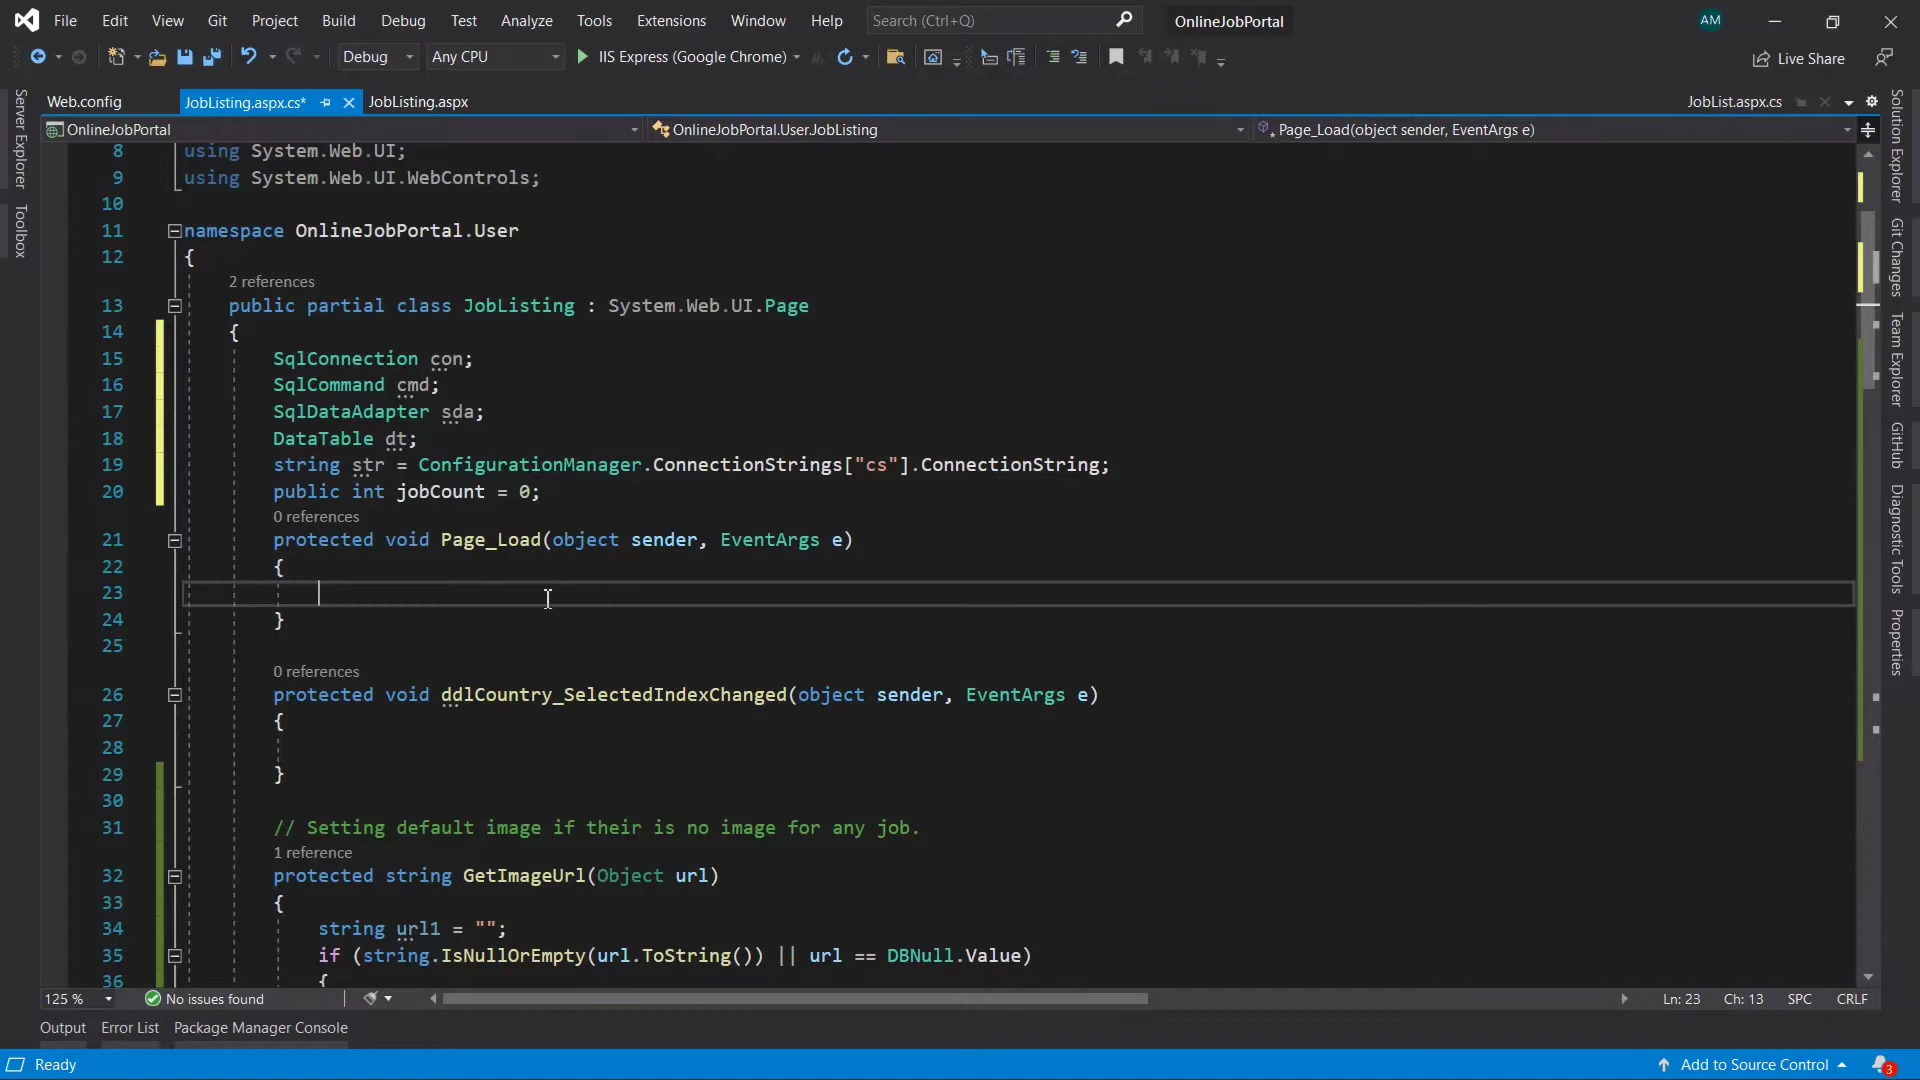 File Edit View Git Project Build Debug Test Analyze Tools Extensions Window Help Search (Ctrl+Q) OnlineJobPortal AM
Debug Any CPU IIS Express (Google Chrome) Live Share
Web.config JobListing.aspx.cs* JobListing.aspx JobList.aspx.cs
OnlineJobPortal OnlineJobPortal.User.JobListing Page_Load(object sender, EventArgs e)
Server Explorer
Toolbox
8 using System.Web.UI;
9 using System.Web.UI.WebControls;
10
11 namespace OnlineJobPortal.User
12 {
2 references
13 public partial class JobListing : System.Web.UI.Page
14 {
15 SqlConnection con;
16 SqlCommand cmd;
17 SqlDataAdapter sda;
18 DataTable dt;
19 string str = ConfigurationManager.ConnectionStrings["cs"].ConnectionString;
20 public int jobCount = 0;
0 references
21 protected void Page_Load(object sender, EventArgs e)
22 {
23
24 }
25
0 references
26 protected void ddlCountry_SelectedIndexChanged(object sender, EventArgs e)
27 {
28
29 }
30
31 // Setting default image if their is no image for any job.
1 reference
32 protected string GetImageUrl(Object url)
33 {
34 string url1 = "";
35 if (string.IsNullOrEmpty(url.ToString()) || url == DBNull.Value)
36 {
Solution Explorer
Git Changes
Team Explorer
GitHub
Diagnostic Tools
Properties
125 % No issues found Ln: 23 Ch: 13 SPC CRLF
Output Error List Package Manager Console
Ready Add to Source Control 3